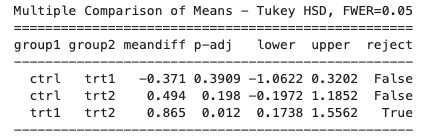 Multiple Comparison of Means - Tukey HSD, FWER=0.05
====================================================
group1 group2 meandiff p-adj   lower   upper  reject
----------------------------------------------------
  ctrl   trt1   -0.371 0.3909 -1.0622 0.3202  False
  ctrl   trt2    0.494  0.198 -0.1972 1.1852  False
  trt1   trt2    0.865  0.012  0.1738 1.5562   True
----------------------------------------------------